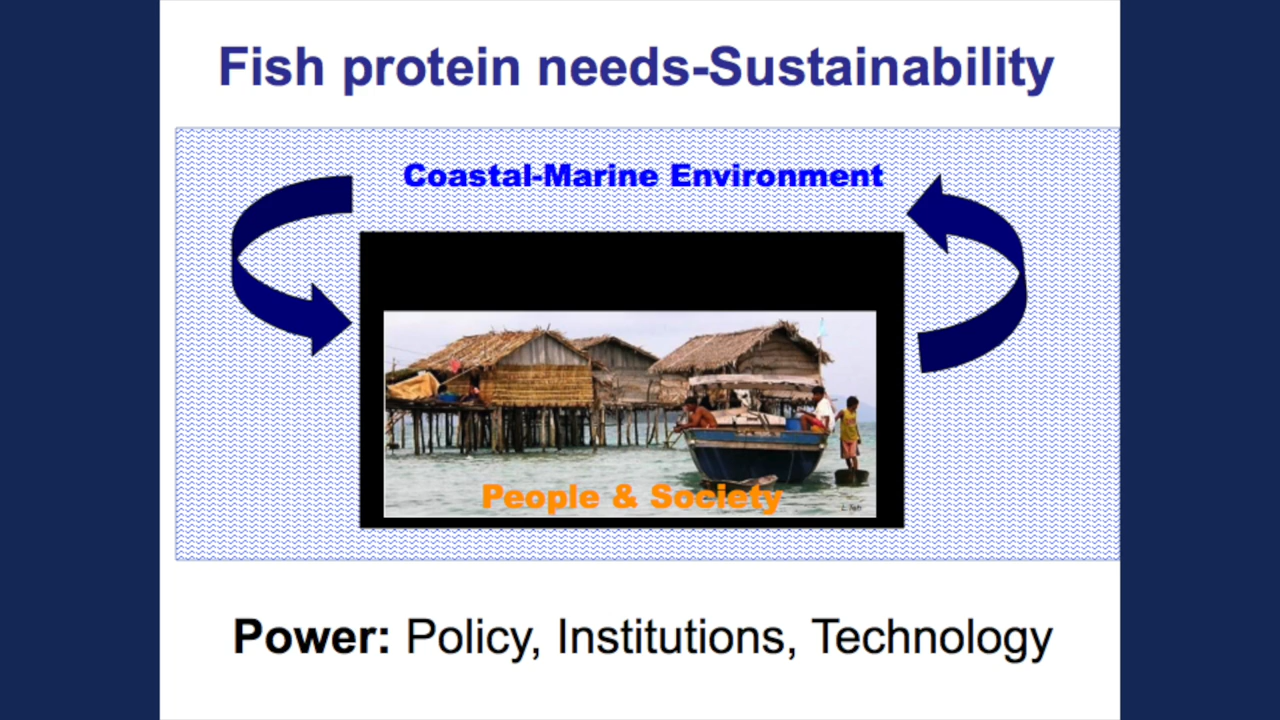 Fish protein needs-Sustainability
Coastal-Marine Environment
People & Society
Power: Policy, Institutions, Technology